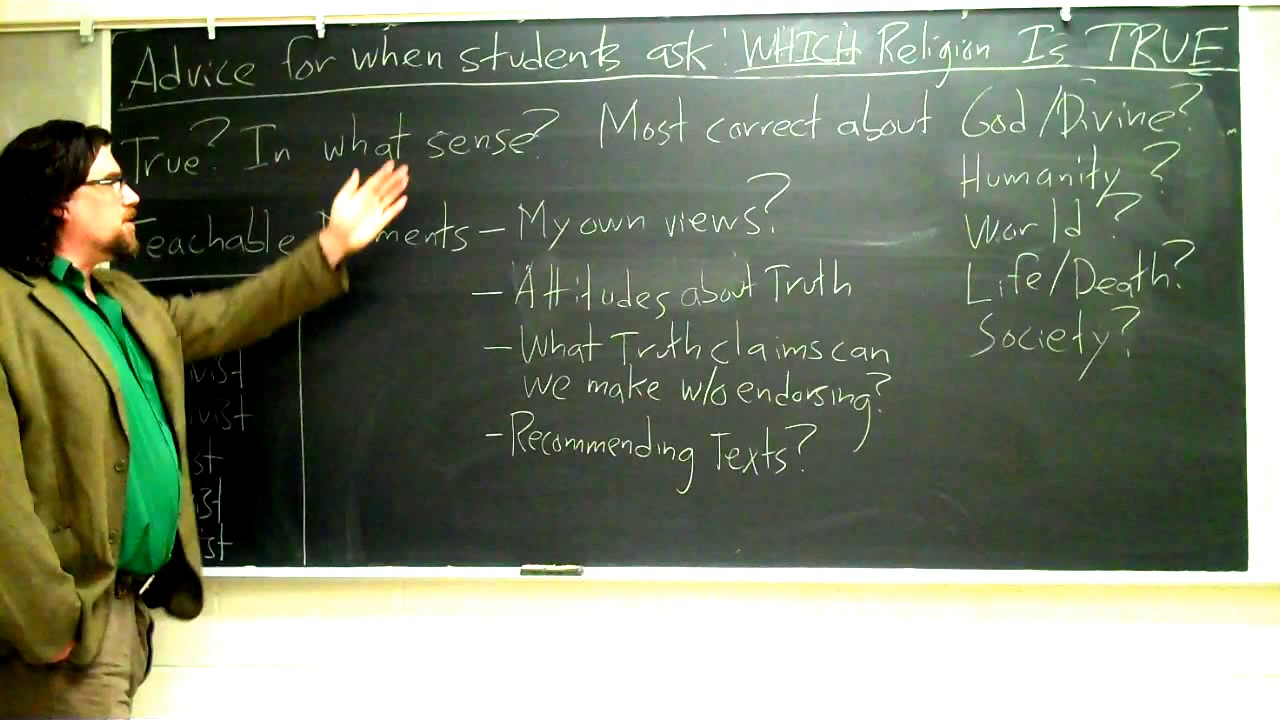 Advice for when students ask: WHICH Religion Is TRUE
True? In what sense? Most correct about God/Divine?
Humanity?
World?
Life/Death?
Society?
Teachable - My own views?
- Attitudes about Truth
- What Truth claims can
we make w/o endorsing?
- Recommending Texts?